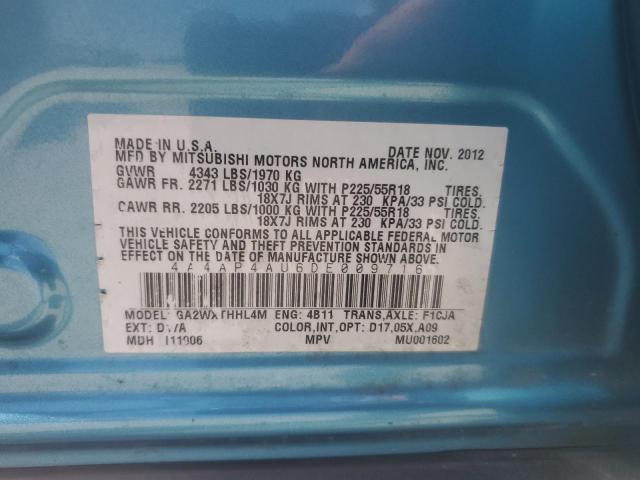 MADE IN U.S.A. DATE NOV. 2012
MFD BY MITSUBISHI MOTORS NORTH AMERICA, INC.
GVWR 4343 LBS/1970 KG
GAWR FR. 2271 LBS/1030 KG WITH P225/55R18 TIRES.
18X7J RIMS AT 230 KPA/33 PSI COLD.
GAWR RR. 2205 LBS/1000 KG WITH P225/55R18 TIRES.
18X7J RIMS AT 230 KPA/33 PSI COLD.
THIS VEHICLE CONFORMS TO ALL APPLICABLE FEDERAL MOTOR
VEHICLE SAFETY AND THEFT PREVENTION STANDARDS IN
EFFECT ON THE DATE OF MANUFACTURE SHOWN ABOVE.
4A4AP4AU6DE009716
MODEL: ENG: 4B11 TRANS,AXLE: F1CJA
EXT: COLOR,INT,OPT: D17,05X,A09
MDH 111906 MPV MU001602